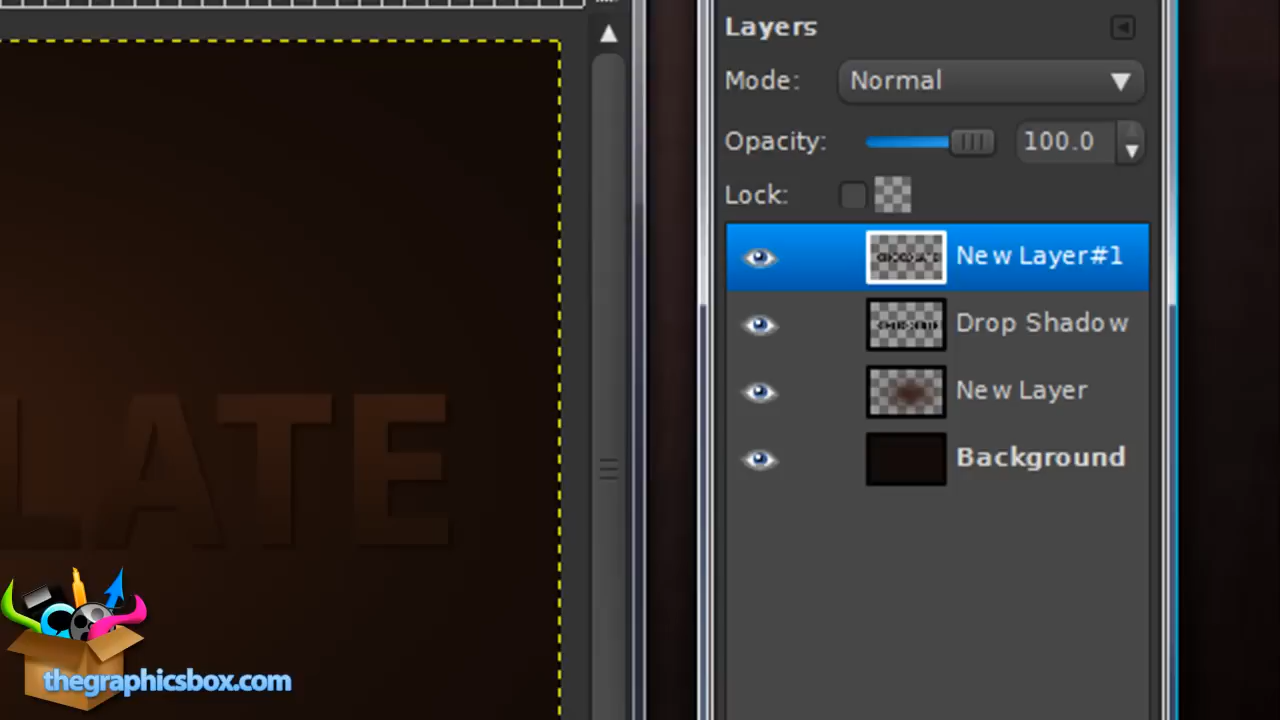 Layers
Mode: Normal
Opacity: 100.0
Lock:
New Layer#1
Drop Shadow
New Layer
Background
LATE
thegraphicsbox.com